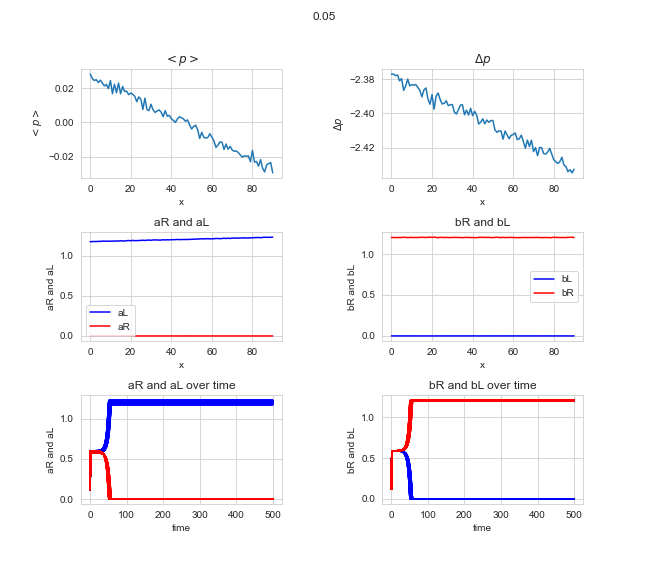 0.05
< p >
Δp
0.02
0.00
−0.02
< p >
0 20 40 60 80
x
−2.38
−2.40
−2.42
Δp
0 20 40 60 80
x
aR and aL
bR and bL
1.0
0.5
0.0
aR and aL
aL
aR
0 20 40 60 80
x
1.0
0.5
0.0
bR and bL
bL
bR
0 20 40 60 80
x
aR and aL over time
bR and bL over time
1.0
0.5
0.0
aR and aL
0 100 200 300 400 500
time
1.0
0.5
0.0
bR and bL
0 100 200 300 400 500
time